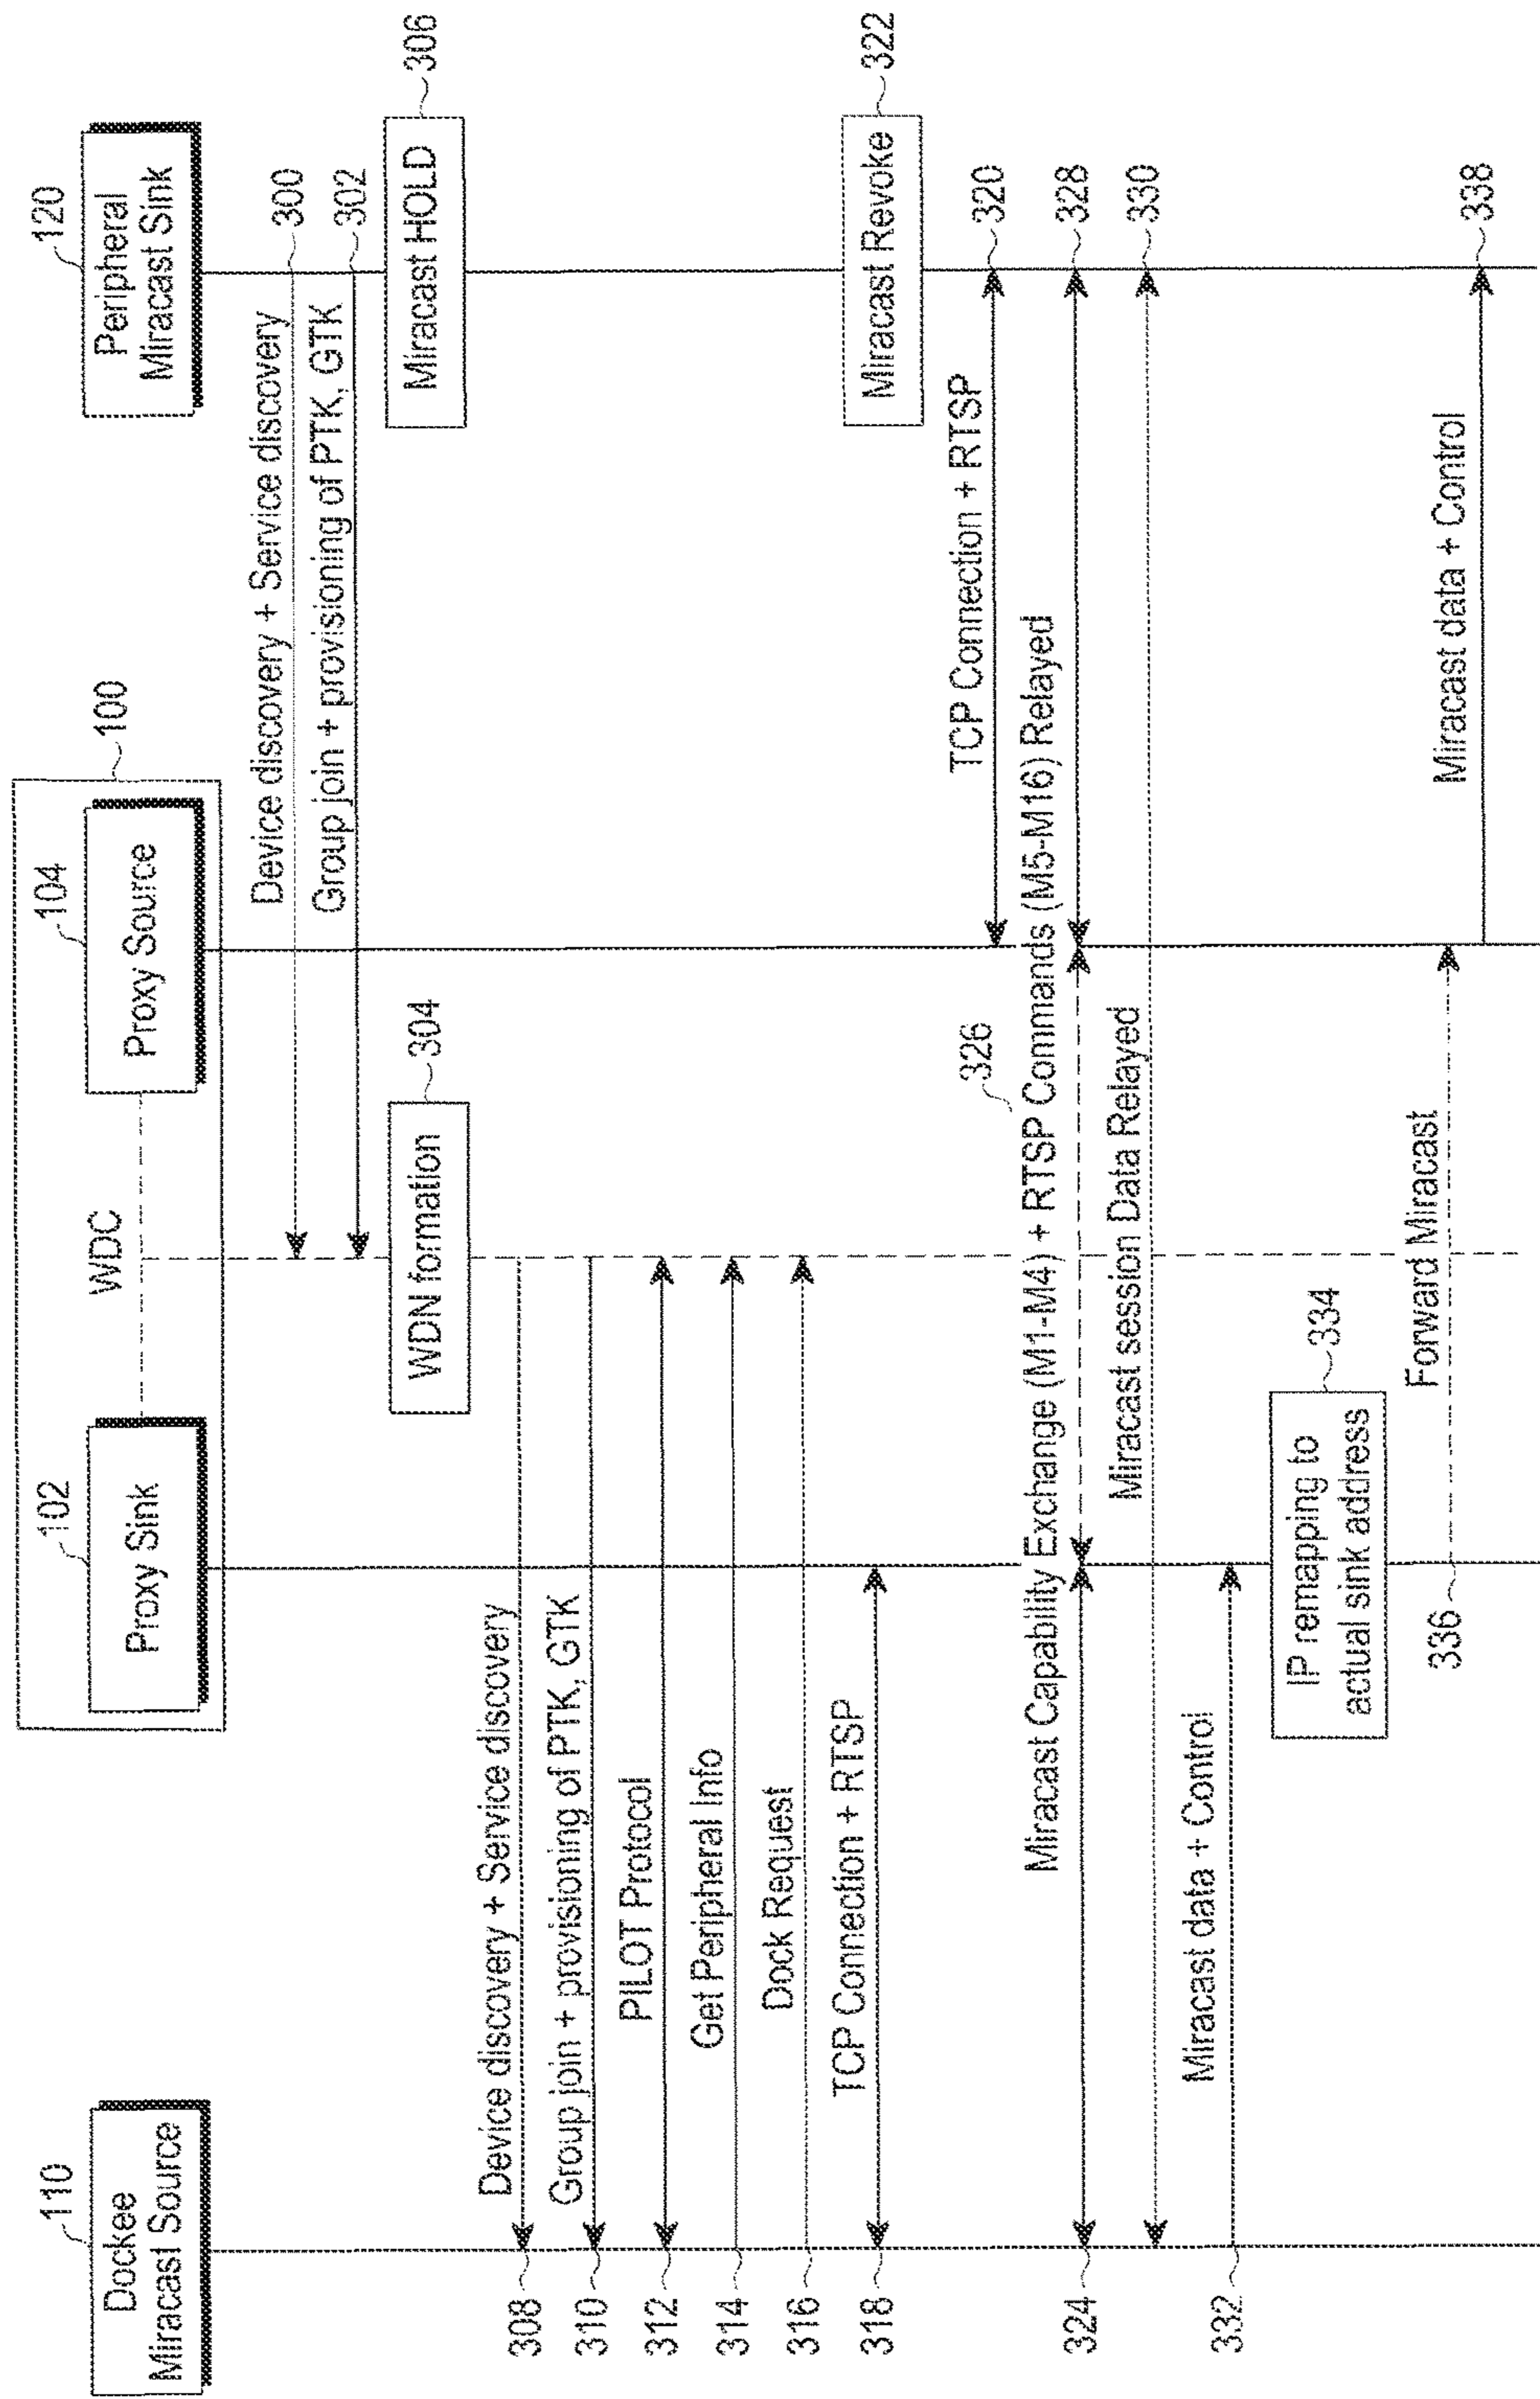 110
Dockee
Miracast Source
102
Proxy Sink
WDC
104
Proxy Source
100
120
Peripheral
Miracast Sink
Device discovery + Service discovery
300
Group join + provisioning of PTK, GTK
302
WDN formation
304
Miracast HOLD
306
Device discovery + Service discovery
308
Group join + provisioning of PTK, GTK
310
PILOT Protocol
312
Get Peripheral Info
314
Dock Request
316
TCP Connection + RTSP
318
Miracast Revoke
322
TCP Connection + RTSP
320
326
Miracast Capability Exchange (M1-M4) + RTSP Commands (M5-M16) Relayed
324
328
Miracast session Data Relayed
330
Miracast data + Control
332
IP remapping to
actual sink address
334
Forward Miracast
336
Miracast data + Control
338